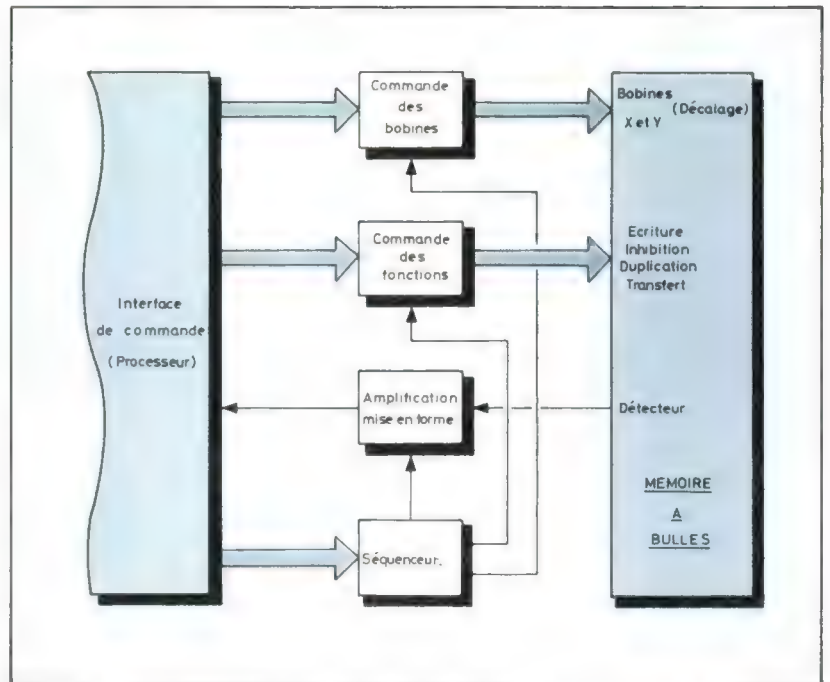 Interface
de commande
(Processeur)
Commande
des
bobines
Commande
des
fonctions
Amplification
mise en forme
Séquenceur.
Bobines
X et Y (Décalage)
Ecriture
Inhibition
Duplication
Transfert
Détecteur
MEMOIRE
A
BULLES